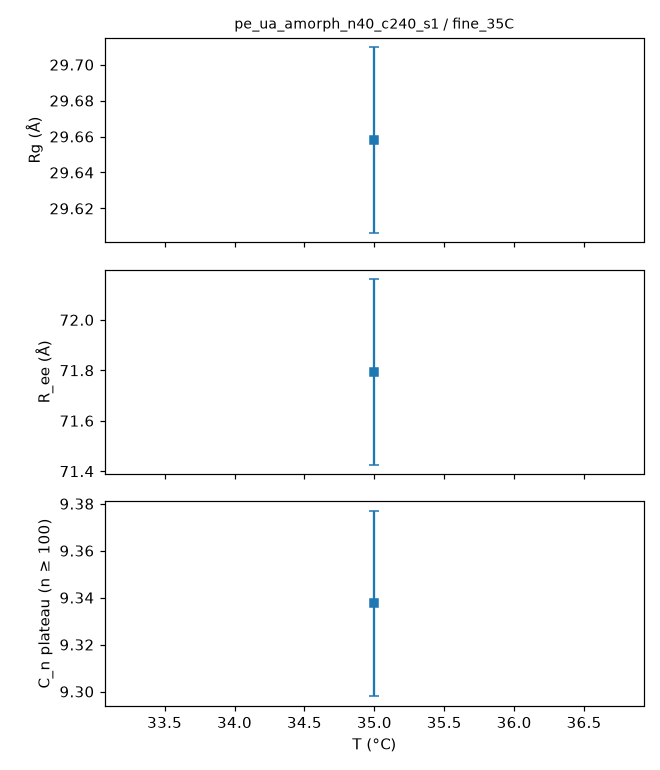 pe_ua_amorph_n40_c240_s1 / fine_35C
29.70
29.68
29.66
29.64
29.62
Rg (Å)
72.0
71.8
71.6
71.4
R_ee (Å)
9.38
9.36
9.34
9.32
9.30
C_n plateau (n ≥ 100)
33.5 34.0 34.5 35.0 35.5 36.0 36.5
T (°C)